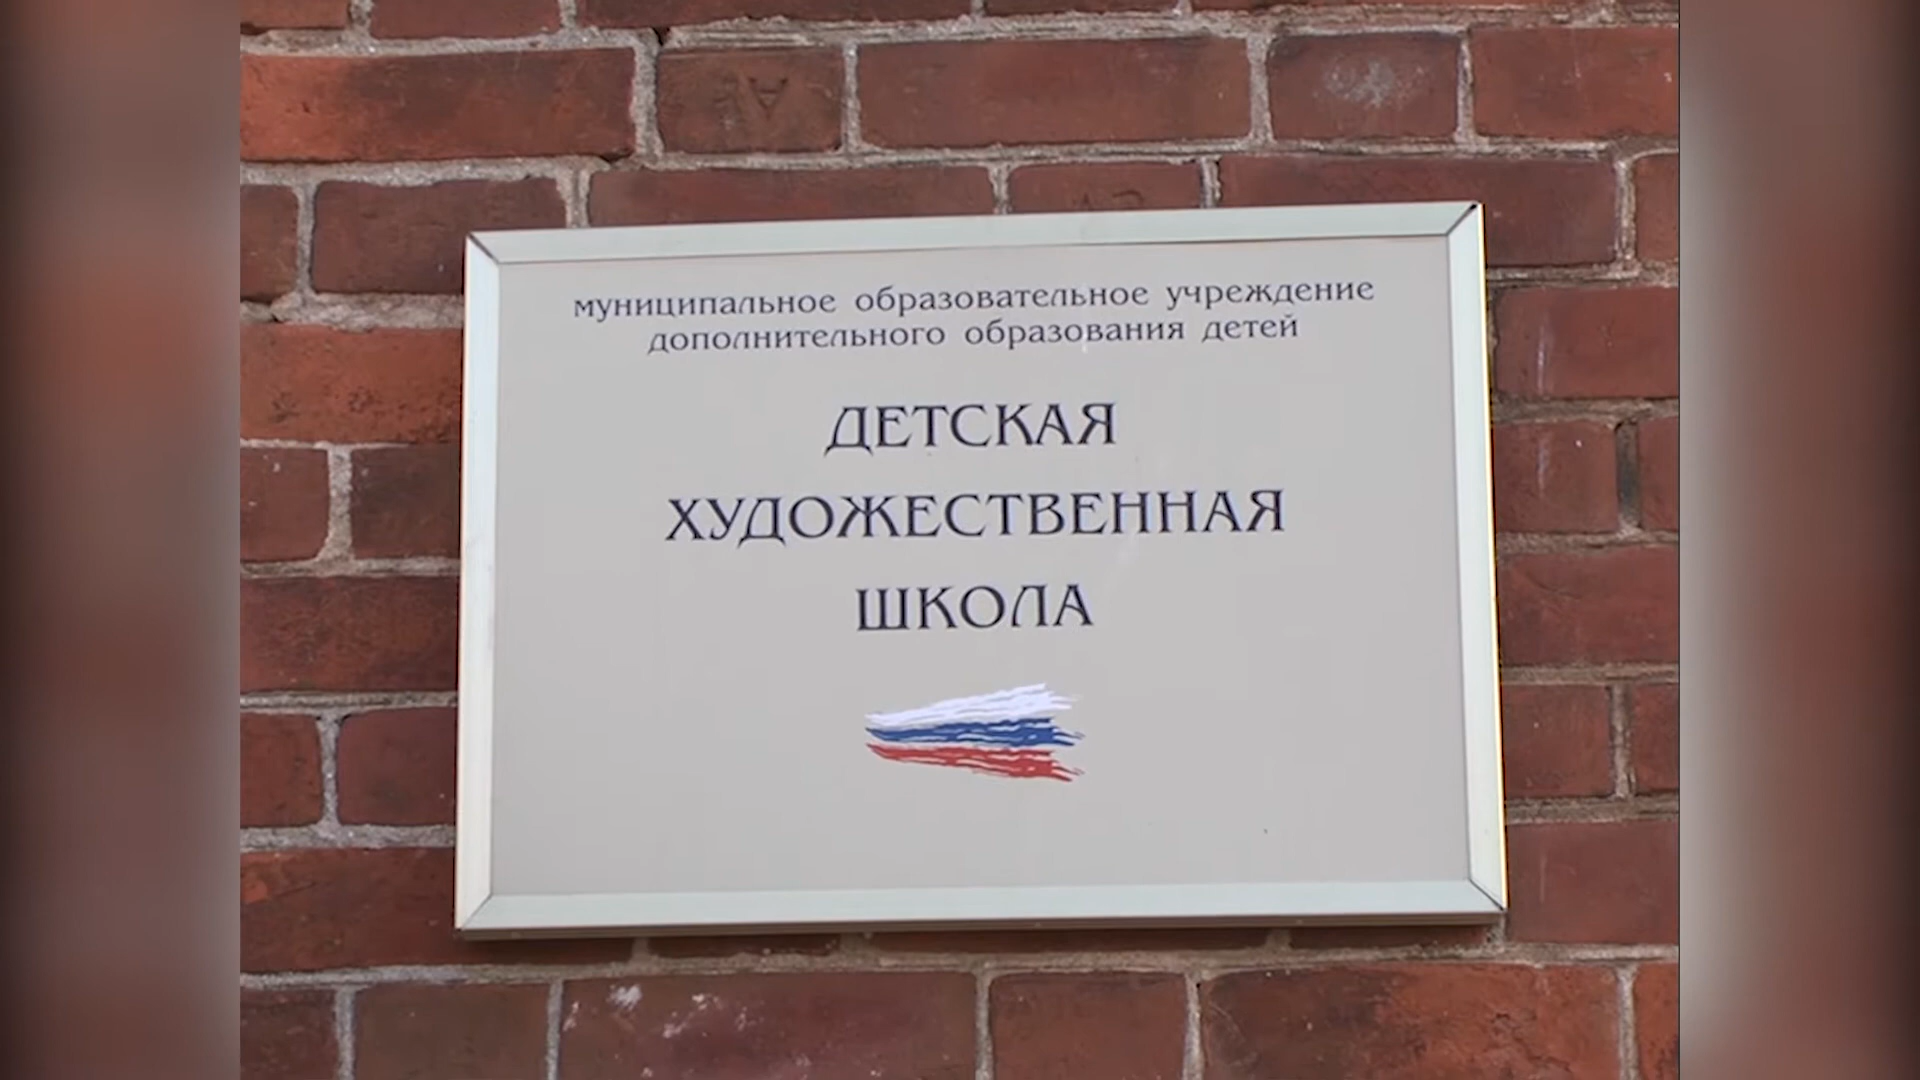 муниципальное образовательное учреждение
дополнительного образования детей
ДЕТСКАЯ
ХУДОЖЕСТВЕННАЯ
ШКОЛА